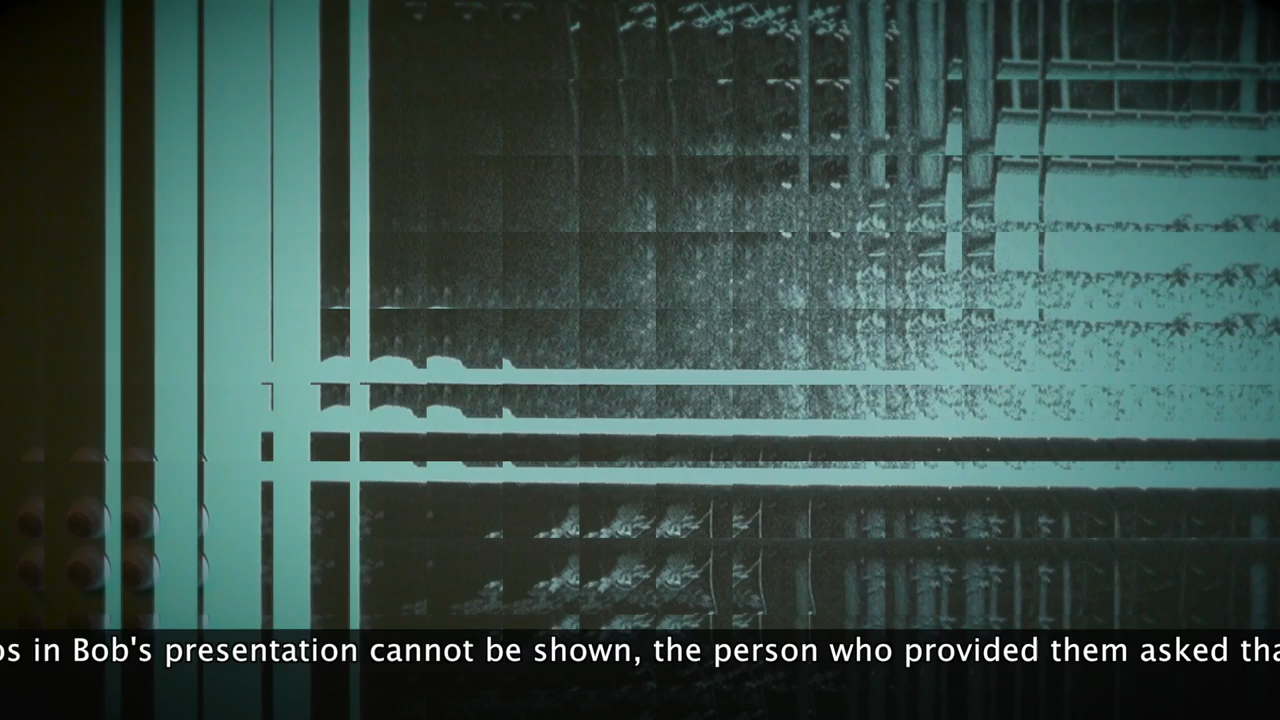 in Bob's presentation cannot be shown, the person who provided them asked